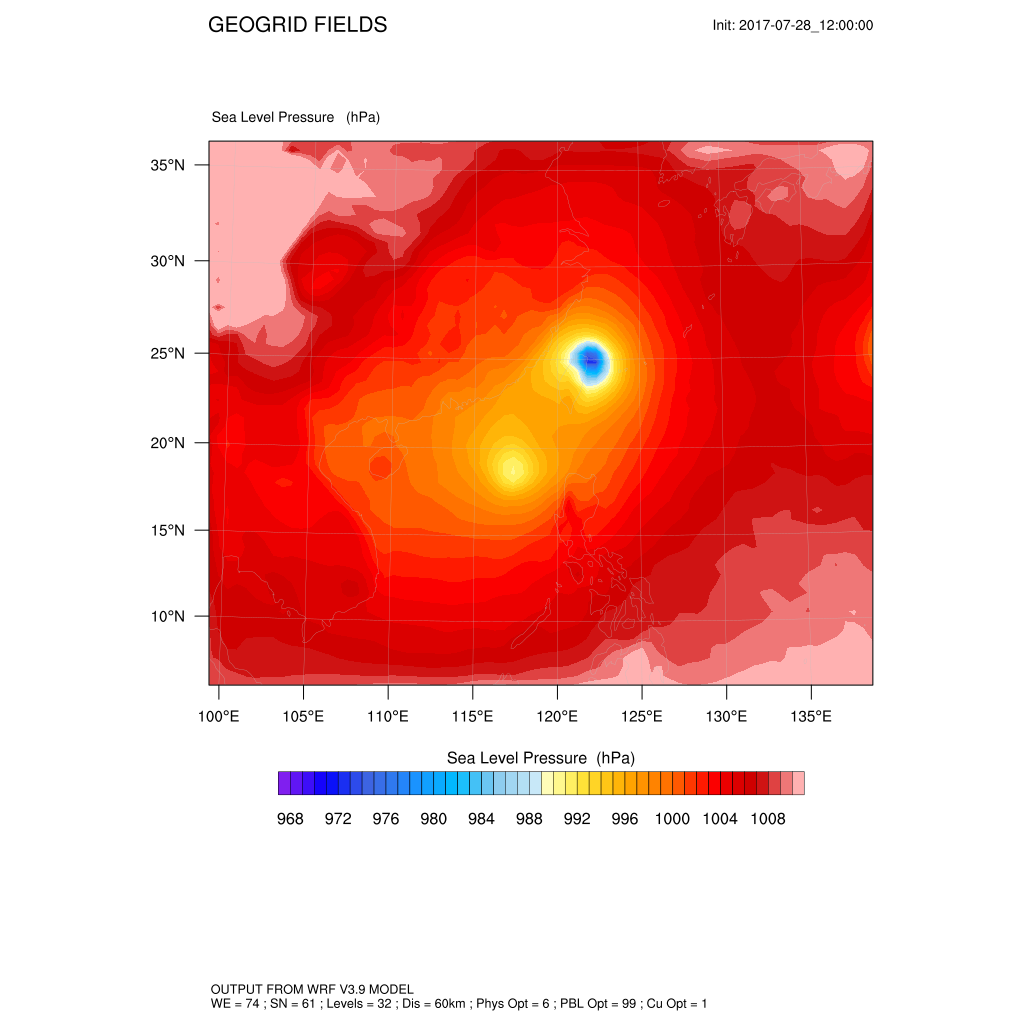 GEOGRID FIELDS
Init: 2017-07-28_12:00:00
Sea Level Pressure (hPa)
35°N
30°N
25°N
20°N
15°N
10°N
100°E 105°E 110°E 115°E 120°E 125°E 130°E 135°E
Sea Level Pressure (hPa)
968 972 976 980 984 988 992 996 1000 1004 1008
OUTPUT FROM WRF V3.9 MODEL
WE = 74 ; SN = 61 ; Levels = 32 ; Dis = 60km ; Phys Opt = 6 ; PBL Opt = 99 ; Cu Opt = 1